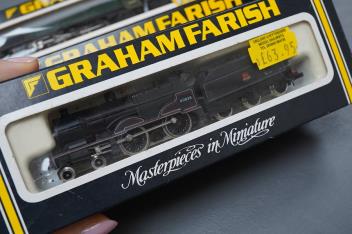 GRAHAM FARISH
GRAHAM FARISH
£63.95
Masterpieces in Miniature